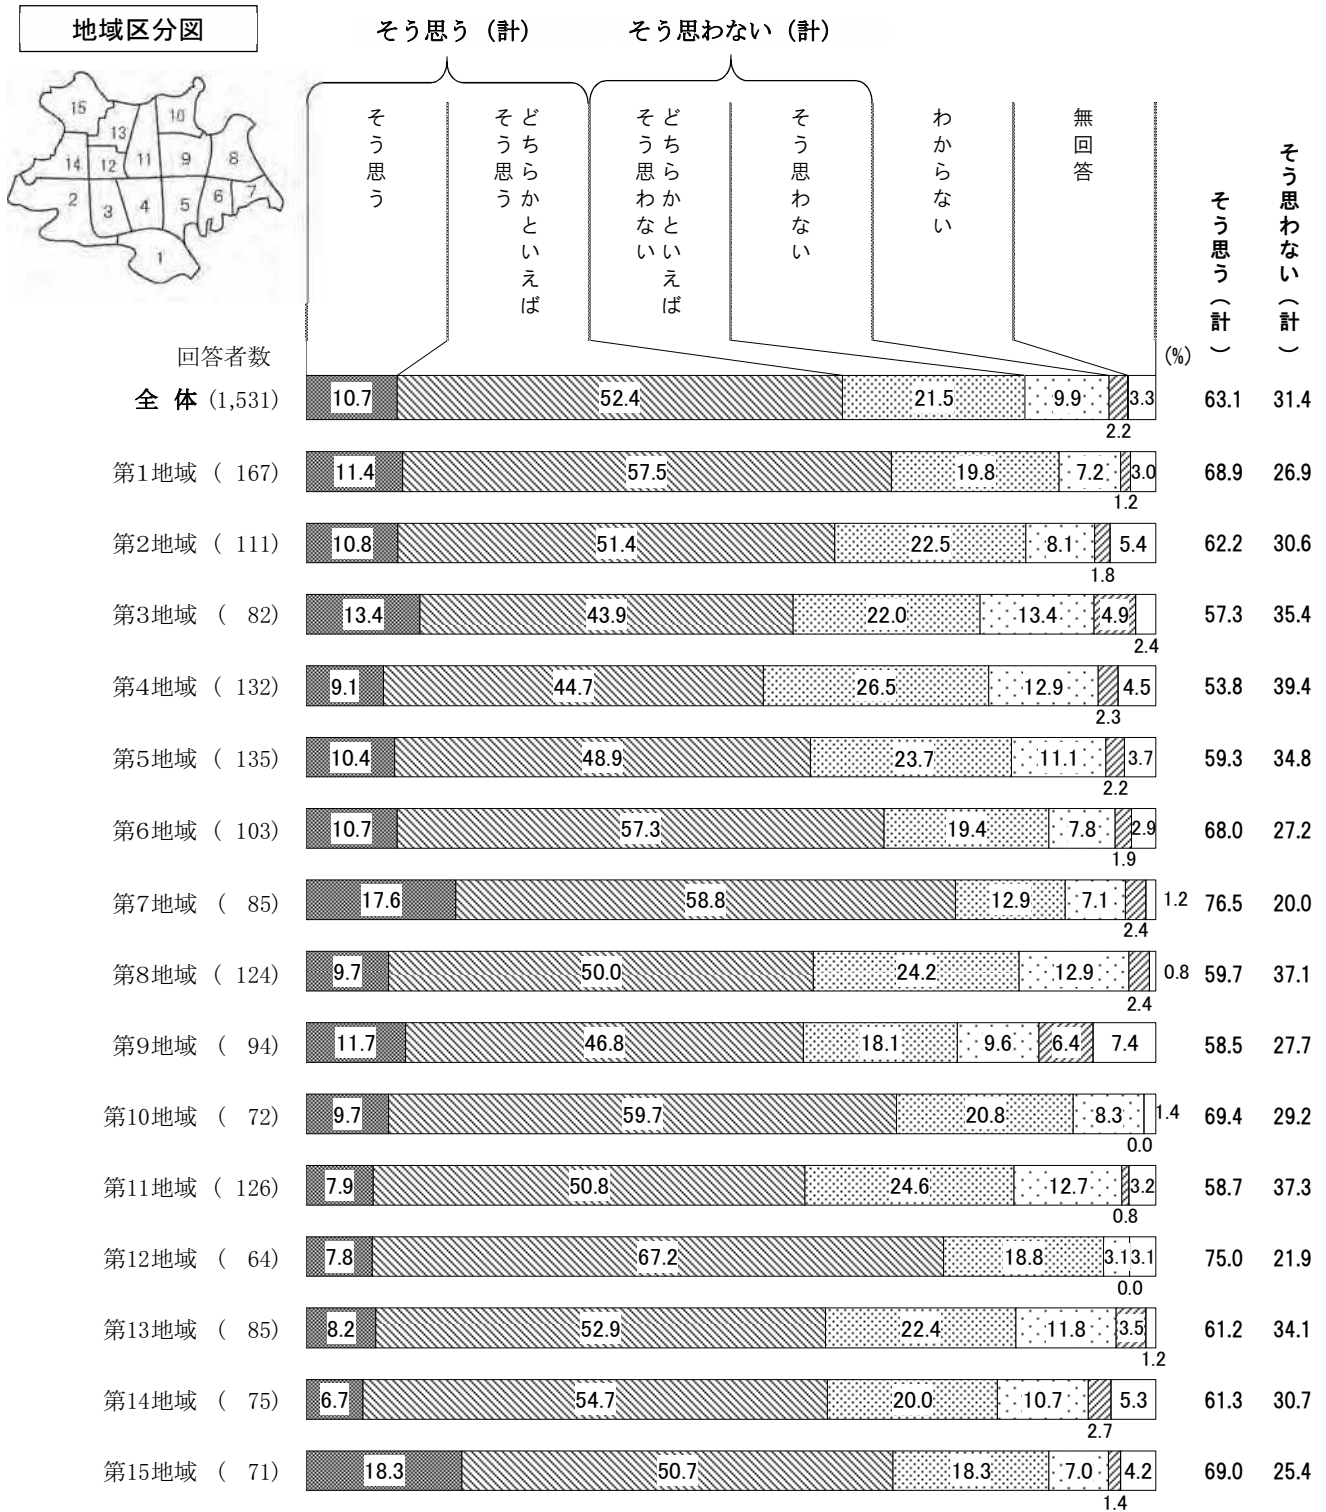 地域区分図
そう思う（計）
そう思わない（計）
15
10
13
14
12
11
9
8
2
3
4
5
6
7
1
そう思う
どちらかといえば
そう思う
どちらかといえば
そう思わない
そう思わない
わからない
無回答
そう思う（計）
そう思わない（計）
回答者数
(%)
全体 (1,531) 10.7 52.4 21.5 9.9 3.3 63.1 31.4
2.2
第1地域 ( 167) 11.4 57.5 19.8 7.2 3.0 68.9 26.9
1.2
第2地域 ( 111) 10.8 51.4 22.5 8.1 5.4 62.2 30.6
1.8
第3地域 ( 82) 13.4 43.9 22.0 13.4 4.9 57.3 35.4
2.4
第4地域 ( 132) 9.1 44.7 26.5 12.9 4.5 53.8 39.4
2.3
第5地域 ( 135) 10.4 48.9 23.7 11.1 3.7 59.3 34.8
2.2
第6地域 ( 103) 10.7 57.3 19.4 7.8 2.9 68.0 27.2
1.9
第7地域 ( 85) 17.6 58.8 12.9 7.1 1.2 76.5 20.0
2.4
第8地域 ( 124) 9.7 50.0 24.2 12.9 0.8 59.7 37.1
2.4
第9地域 ( 94) 11.7 46.8 18.1 9.6 6.4 7.4 58.5 27.7
第10地域 ( 72) 9.7 59.7 20.8 8.3 1.4 69.4 29.2
0.0
第11地域 ( 126) 7.9 50.8 24.6 12.7 3.2 58.7 37.3
0.8
第12地域 ( 64) 7.8 67.2 18.8 3.1 3.1 75.0 21.9
0.0
第13地域 ( 85) 8.2 52.9 22.4 11.8 3.5 61.2 34.1
1.2
第14地域 ( 75) 6.7 54.7 20.0 10.7 5.3 61.3 30.7
2.7
第15地域 ( 71) 18.3 50.7 18.3 7.0 4.2 69.0 25.4
1.4